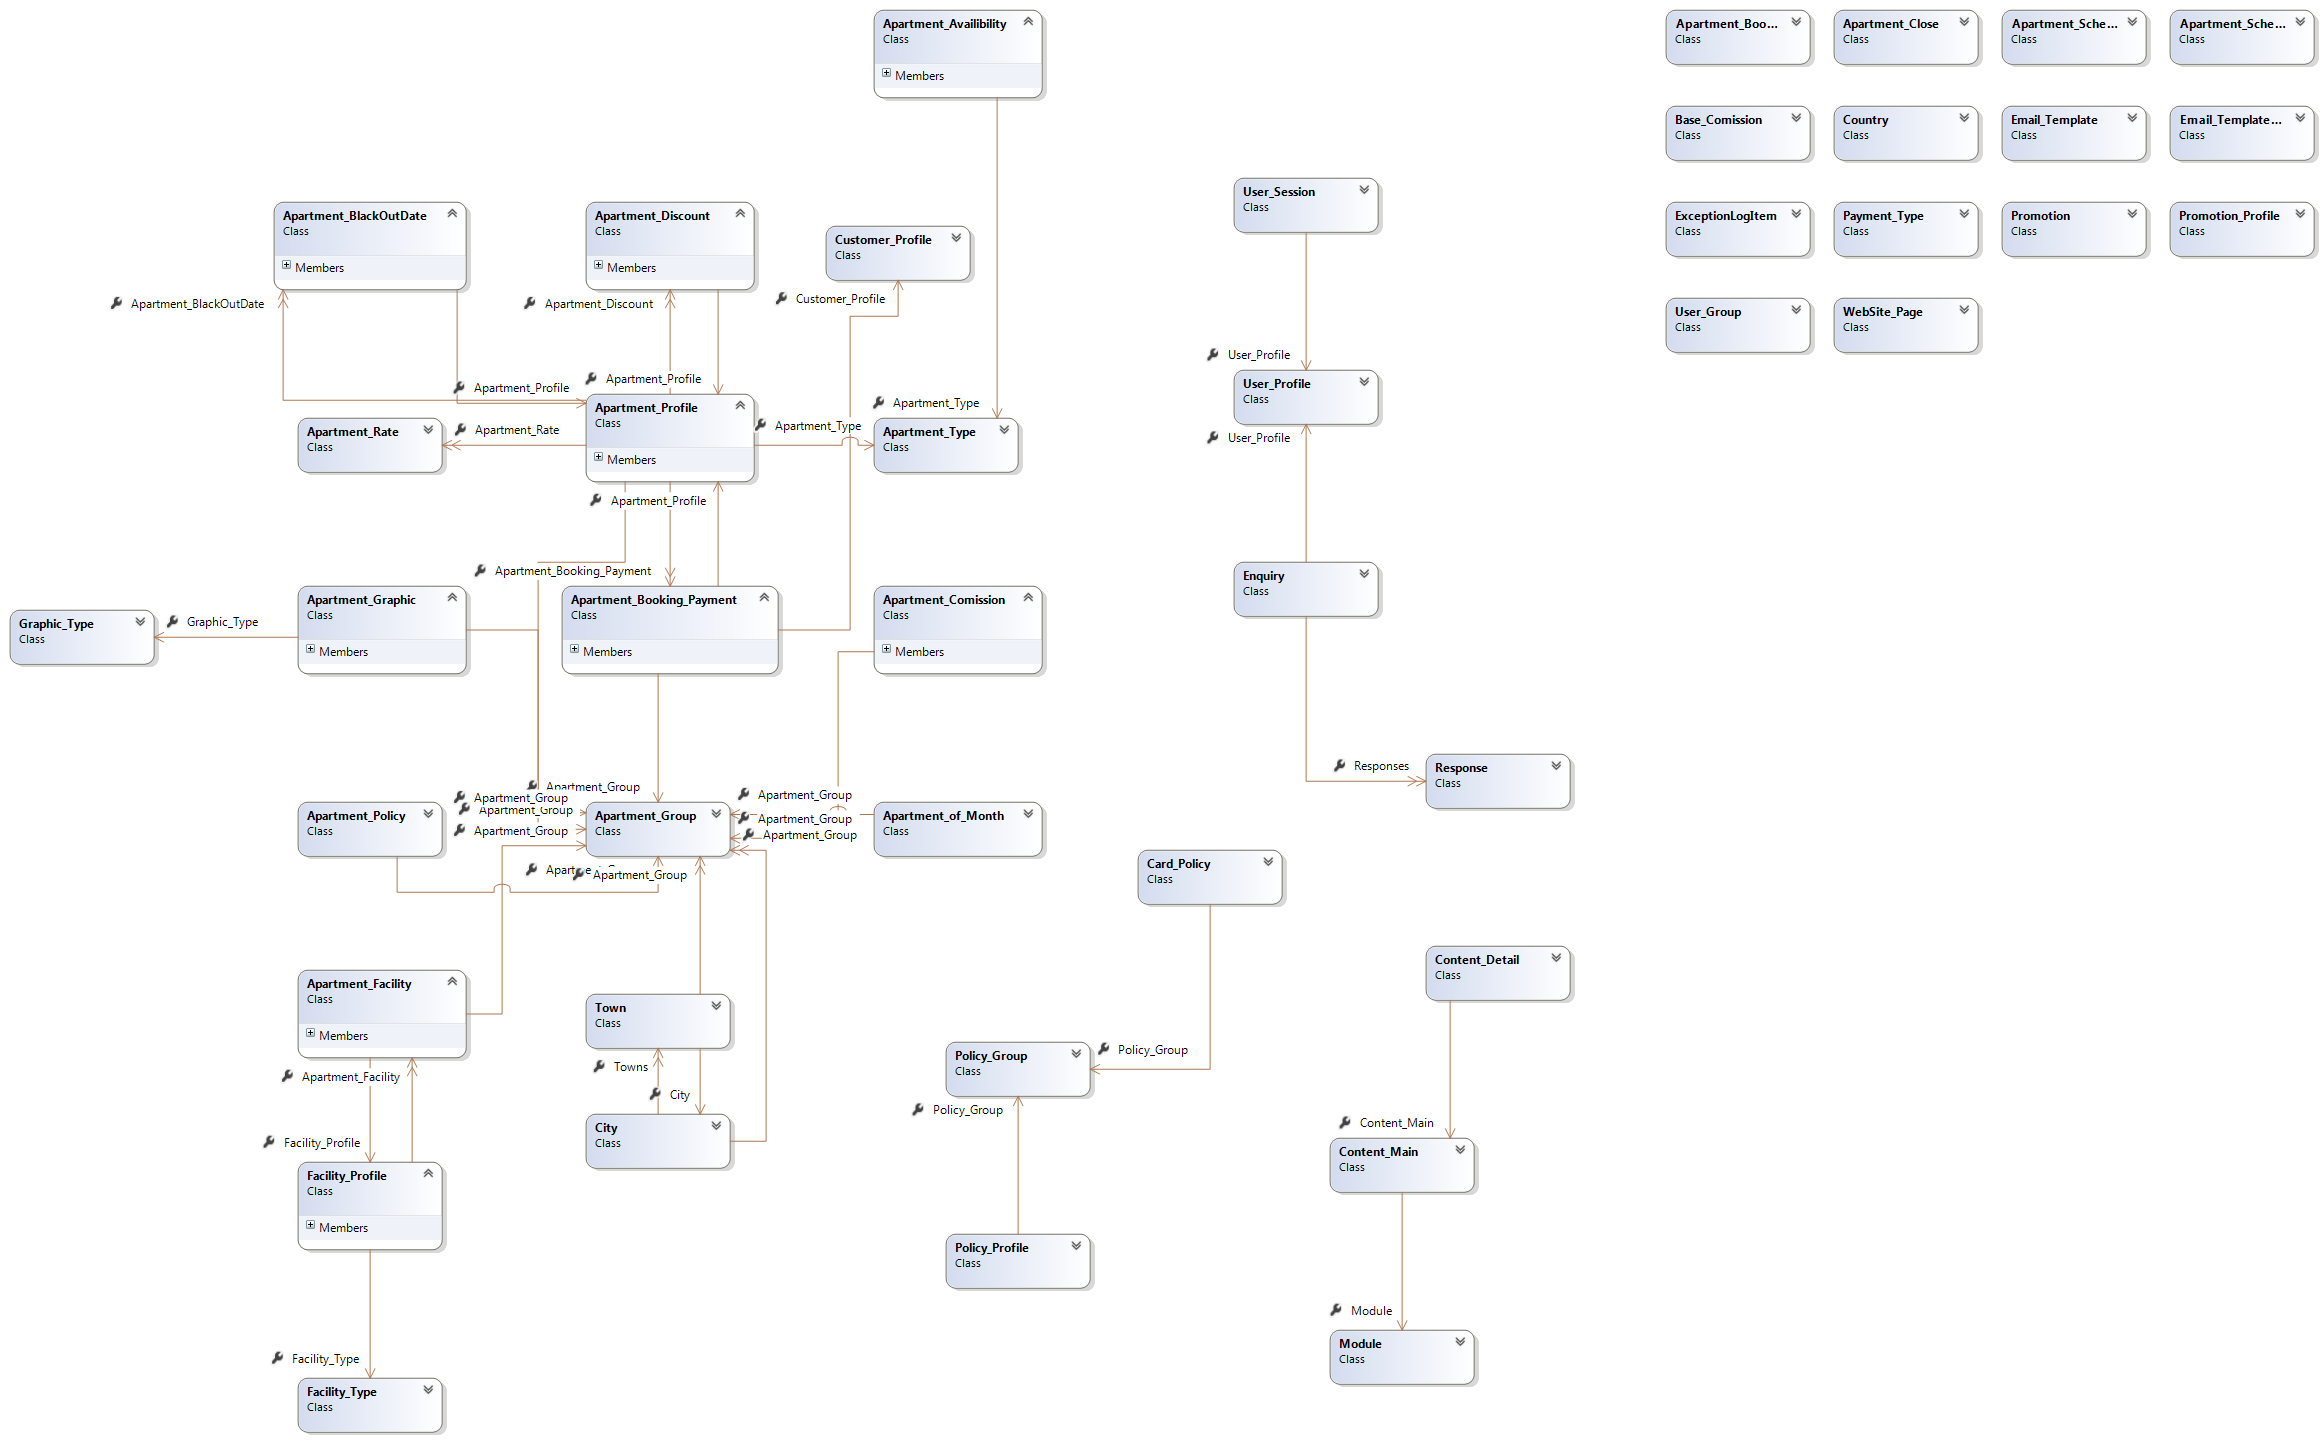 Apartment_Availibility
Class
Members
Apartment_Boo...
Class
Apartment_Close
Class
Apartment_Sche...
Class
Apartment_Sche...
Class
Base_Comission
Class
Country
Class
Email_Template
Class
Email_Template...
Class
User_Session
Class
ExceptionLogItem
Class
Payment_Type
Class
Promotion
Class
Promotion_Profile
Class
Apartment_BlackOutDate
Class
Members
Apartment_Discount
Class
Members
Customer_Profile
Class
Apartment_BlackOutDate
Apartment_Discount
Customer_Profile
User_Group
Class
WebSite_Page
Class
User_Profile
Apartment_Profile
Apartment_Profile
User_Profile
Class
Apartment_Type
Apartment_Rate
Class
Apartment_Rate
Apartment_Profile
Class
Members
Apartment_Type
Apartment_Type
Class
User_Profile
Apartment_Profile
Apartment_Booking_Payment
Enquiry
Class
Graphic_Type
Class
Graphic_Type
Apartment_Graphic
Class
Members
Apartment_Booking_Payment
Class
Members
Apartment_Comission
Class
Members
Responses
Response
Class
Apartment_Group
Apartment_Group
Apartment_Group
Apartment_Group
Apartment_Policy
Class
Apartment_Group
Class
Apartment_Group
Apartment_Group
Apartment_Group
Apartment_of_Month
Class
Apartment_Group
Card_Policy
Class
Content_Detail
Class
Apartment_Facility
Class
Members
Town
Class
Towns
City
Policy_Group
Class
Policy_Group
Apartment_Facility
Policy_Group
City
Class
Content_Main
Facility_Profile
Content_Main
Class
Facility_Profile
Class
Members
Policy_Profile
Class
Module
Module
Class
Facility_Type
Facility_Type
Class